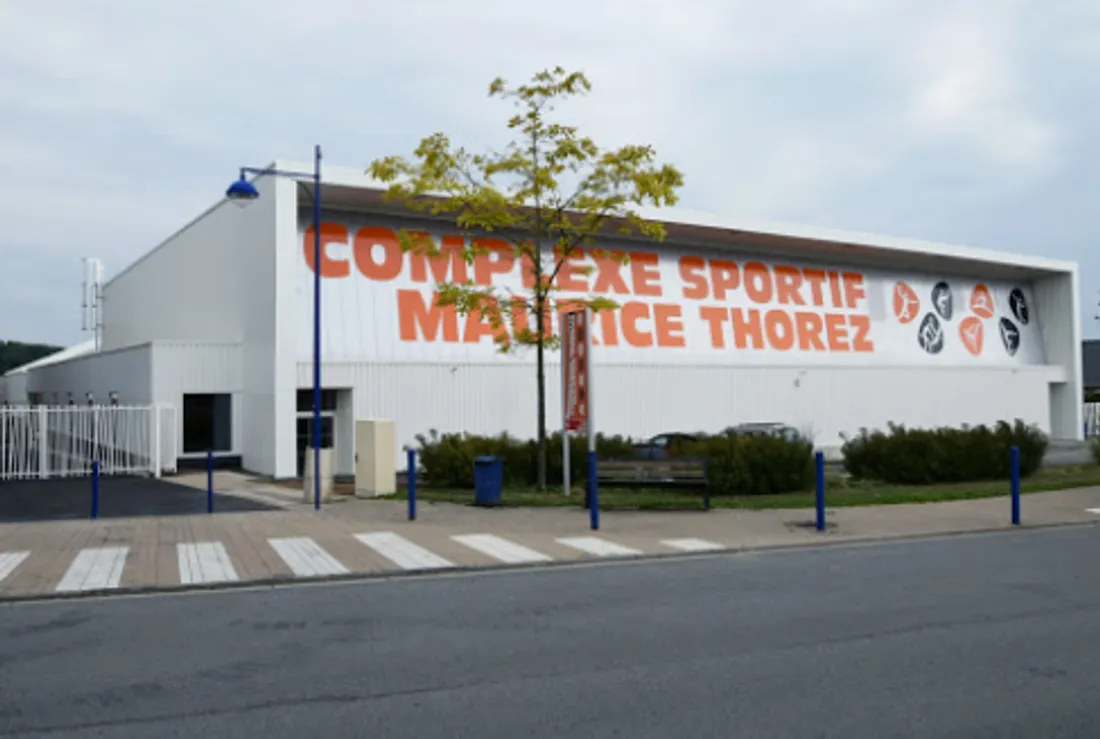 COMPLEXE SPORTIF
MAURICE THOREZ